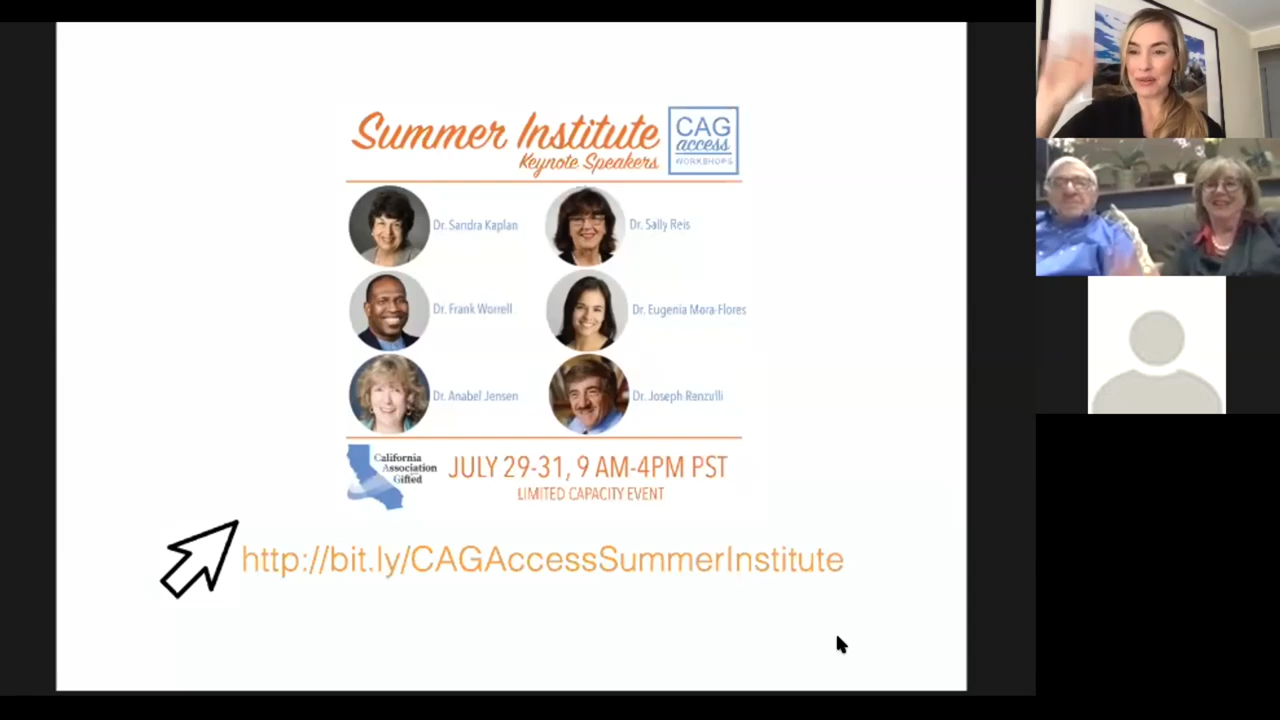 Summer Institute
Keynote Speakers
CAG
access
WORKSHOPS
Dr. Sandra Kaplan
Dr. Sally Reis
Dr. Frank Worrell
Dr. Eugenia Mora-Flores
Dr. Anabel Jensen
Dr. Joseph Renzulli
California
Association
Gifted
JULY 29-31, 9 AM-4PM PST
LIMITED CAPACITY EVENT
http://bit.ly/CAGAccessSummerInstitute